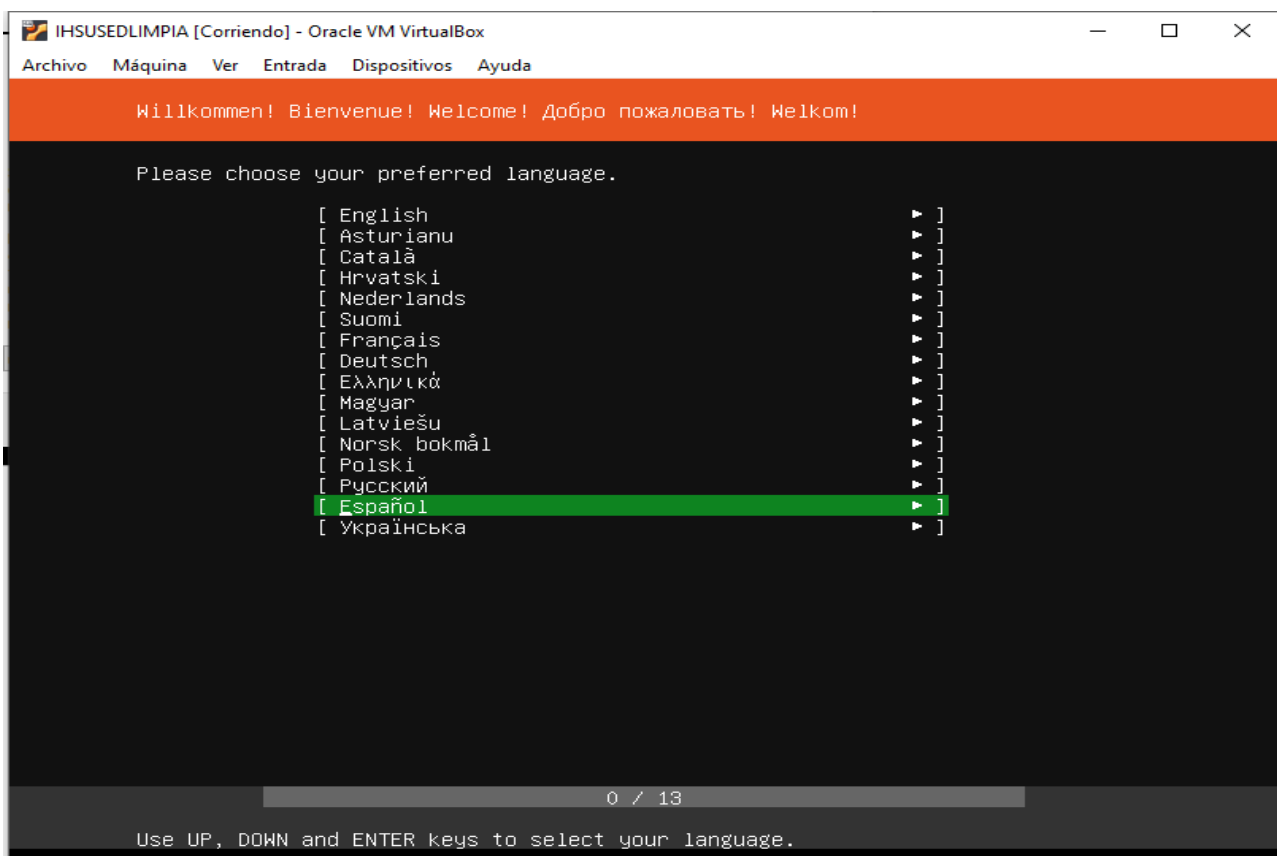 IHSUSEDLIMPIA [Corriendo] - Oracle VM VirtualBox
Archivo Máquina Ver Entrada Dispositivos Ayuda
Willkommen! Bienvenue! Welcome! Добро пожаловать! Welkom!
Please choose your preferred language.
[ English ► ]
[ Asturianu ► ]
[ Català ► ]
[ Hrvatski ► ]
[ Nederlands ► ]
[ Suomi ► ]
[ Français ► ]
[ Deutsch ► ]
[ Ελληνικά ► ]
[ Magyar ► ]
[ Latviešu ► ]
[ Norsk bokmål ► ]
[ Polski ► ]
[ Русский ► ]
[ Español ► ]
[ Українська ► ]
0 / 13
Use UP, DOWN and ENTER keys to select your language.